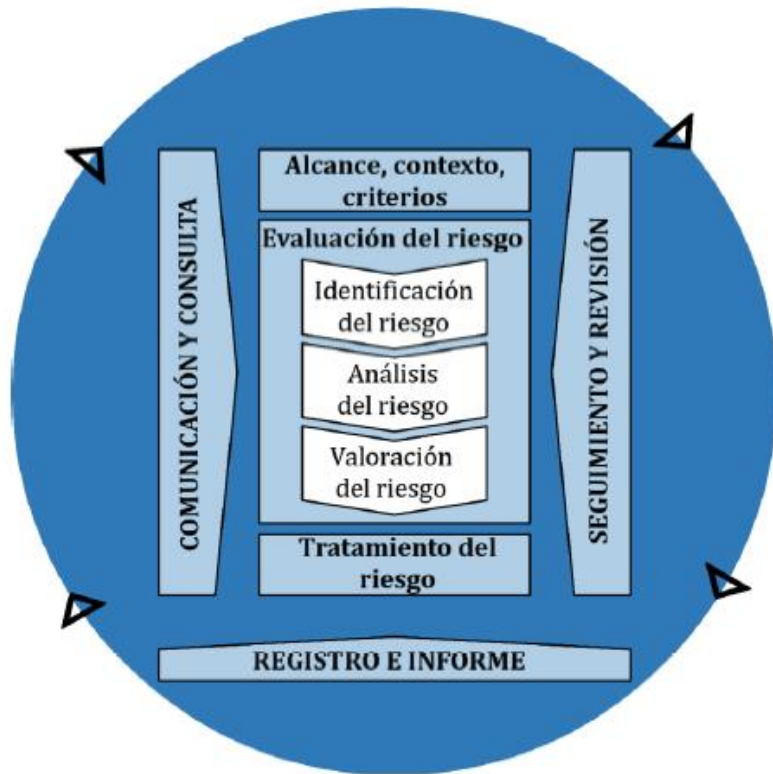 COMUNICACIÓN Y CONSULTA
Alcance, contexto,
criterios
Evaluación del riesgo
Identificación
del riesgo
Análisis
del riesgo
Valoración
del riesgo
Tratamiento del
riesgo
SEGUIMIENTO Y REVISIÓN
REGISTRO E INFORME